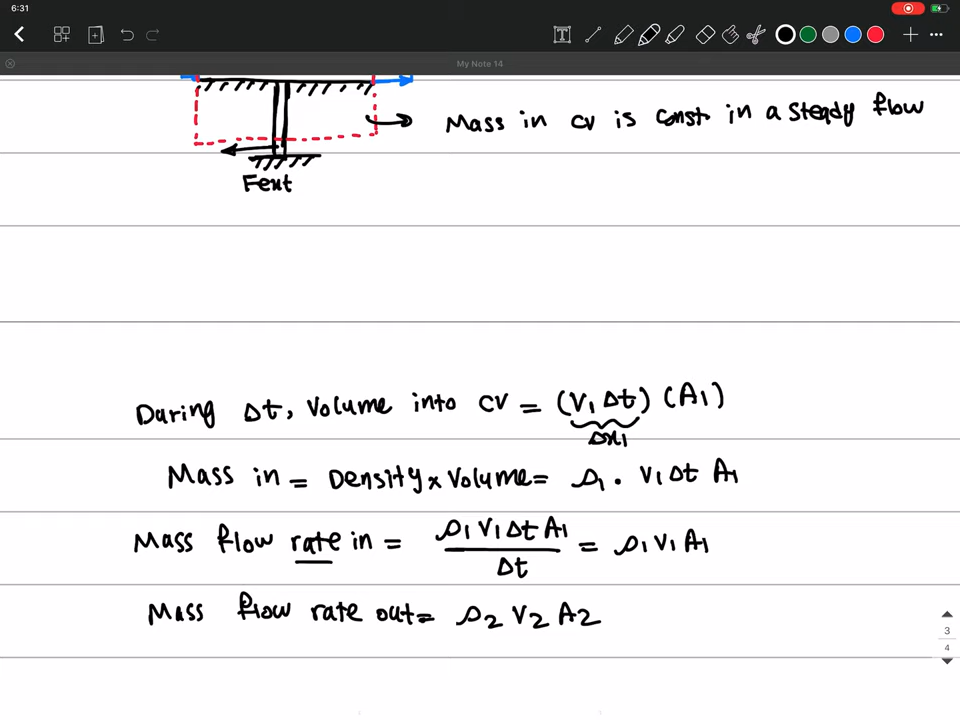 6:31
My Note 14
Mass in cv is const. in a steady flow
Fext
During Δt, Volume into CV = (V₁ Δt) (A₁)
Δx₁
Mass in = Density x Volume = ρ₁ . V₁ Δt A₁
Mass flow rate in = ρ₁ V₁ Δt A₁ / Δt = ρ₁ V₁ A₁
Mass flow rate out = ρ₂ V₂ A₂
3
4